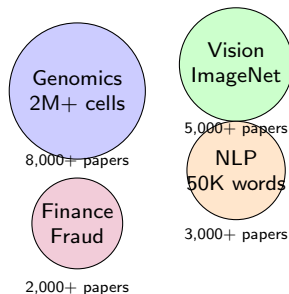 Genomics
2M+ cells
8,000+ papers
Vision
ImageNet
5,000+ papers
NLP
50K words
3,000+ papers
Finance
Fraud
2,000+ papers